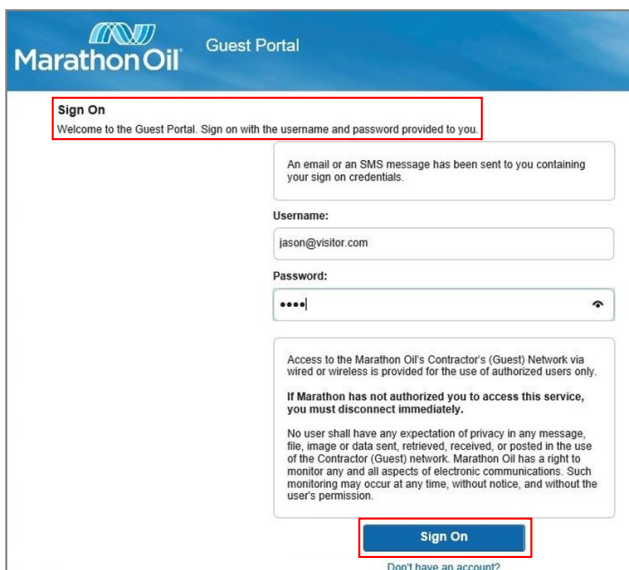 Marathon Oil®
Guest Portal
Sign On
Welcome to the Guest Portal. Sign on with the username and password provided to you.
An email or an SMS message has been sent to you containing
your sign on credentials.
Username:
jason@visitor.com
Password:
••••
Access to the Marathon Oil's Contractor's (Guest) Network via
wired or wireless is provided for the use of authorized users only.
If Marathon has not authorized you to access this service,
you must disconnect immediately.
No user shall have any expectation of privacy in any message,
file, image or data sent, retrieved, received, or posted in the use
of the Contractor (Guest) network. Marathon Oil has a right to
monitor any and all aspects of electronic communications. Such
monitoring may occur at any time, without notice, and without the
user's permission.
Sign On
Don't have an account?